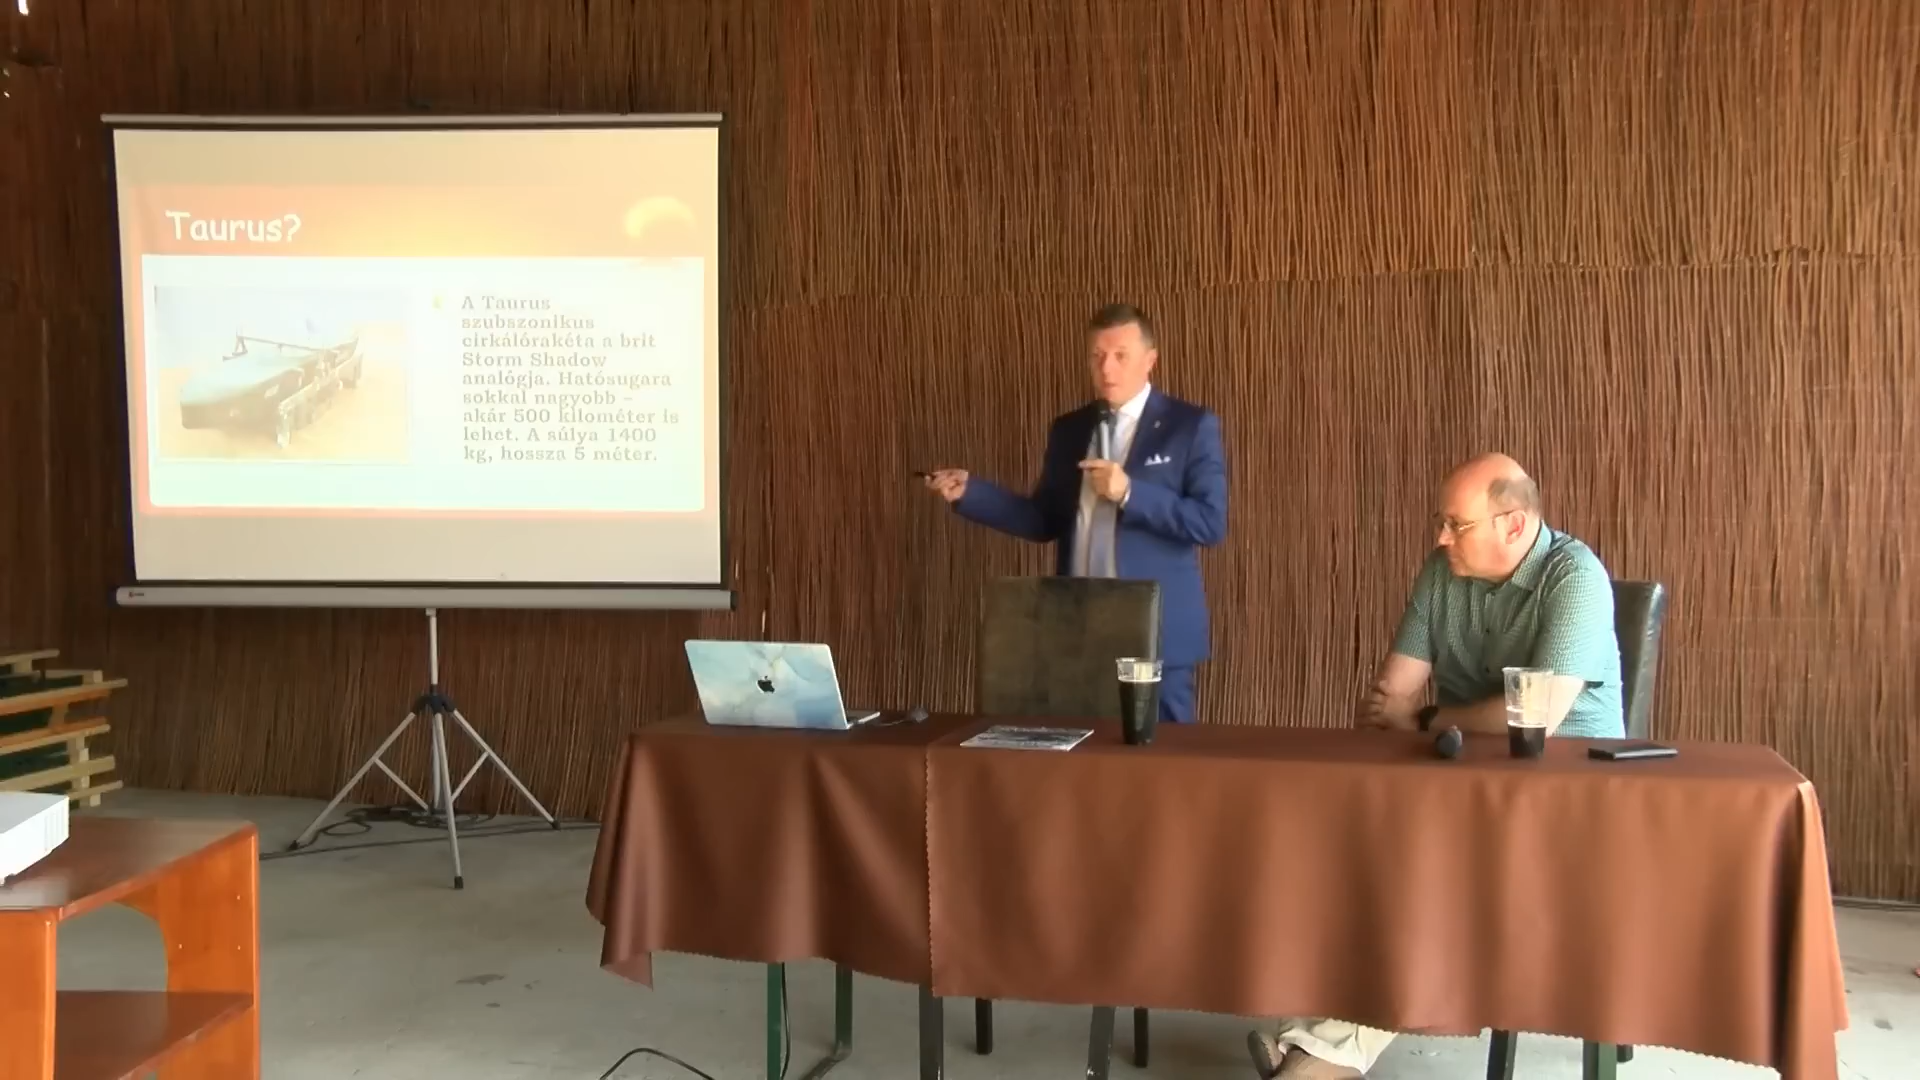 Taurus?
A Taurus
szubszonikus
cirkálórakéta a brit
Storm Shadow
analógja. Hatósugara
sokkal nagyobb –
akár 500 kilométer is
lehet. A súlya 1400
kg, hossza 5 méter.